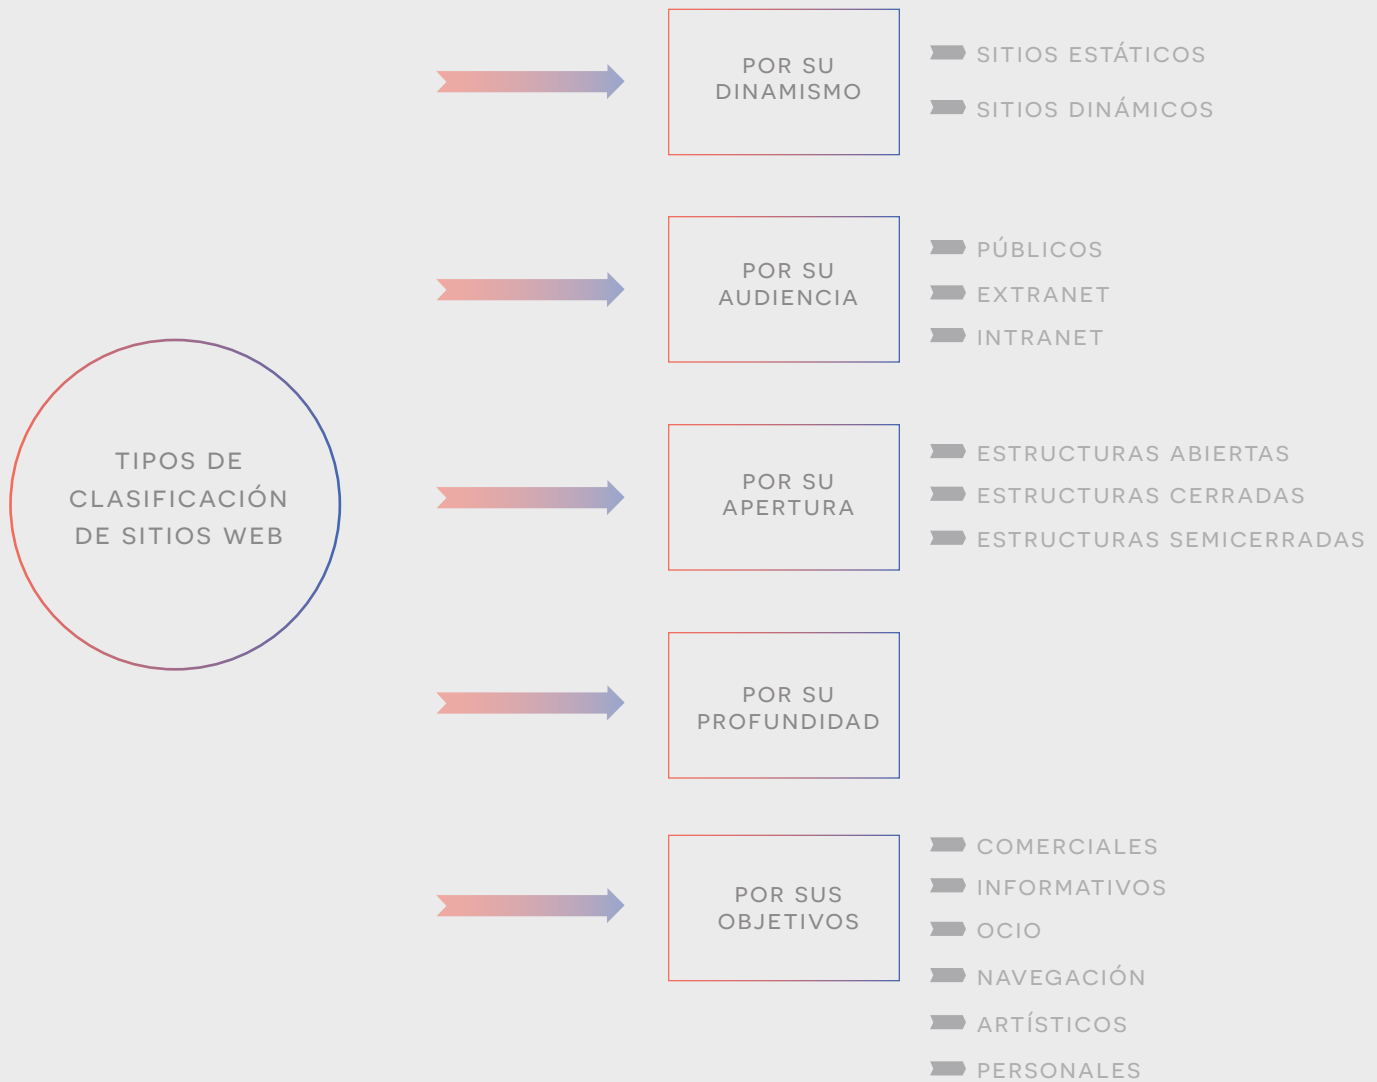 TIPOS DE
CLASIFICACIÓN
DE SITIOS WEB
POR SU
DINAMISMO
SITIOS ESTÁTICOS
SITIOS DINÁMICOS
POR SU
AUDIENCIA
PÚBLICOS
EXTRANET
INTRANET
POR SU
APERTURA
ESTRUCTURAS ABIERTAS
ESTRUCTURAS CERRADAS
ESTRUCTURAS SEMICERRADAS
POR SU
PROFUNDIDAD
POR SUS
OBJETIVOS
COMERCIALES
INFORMATIVOS
OCIO
NAVEGACIÓN
ARTÍSTICOS
PERSONALES